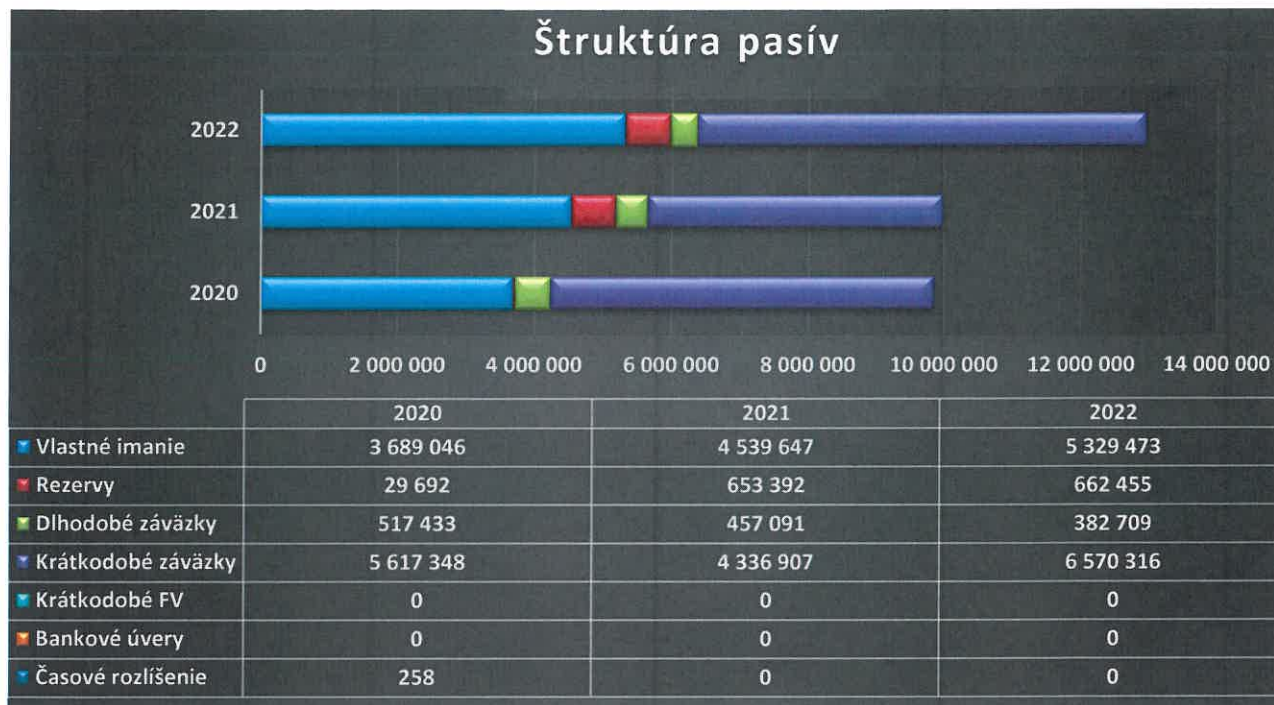 Štruktúra pasív
2022
2021
2020
0 2 000 000 4 000 000 6 000 000 8 000 000 10 000 000 12 000 000 14 000 000
2020 2021 2022
Vlastné imanie 3 689 046 4 539 647 5 329 473
Rezervy 29 692 653 392 662 455
Dlhodobé záväzky 517 433 457 091 382 709
Krátkodobé záväzky 5 617 348 4 336 907 6 570 316
Krátkodobé FV 0 0 0
Bankové úvery 0 0 0
Časové rozlíšenie 258 0 0